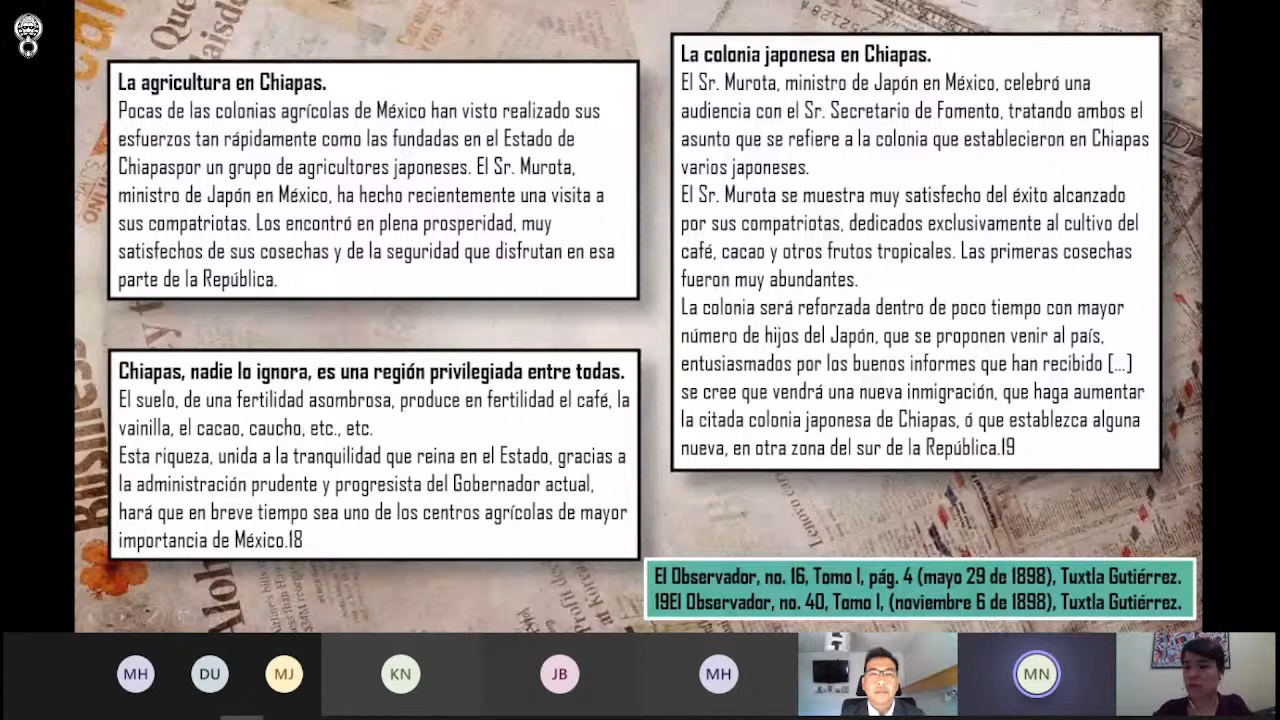 La agricultura en Chiapas.
Pocas de las colonias agrícolas de México han visto realizado sus
esfuerzos tan rápidamente como las fundadas en el Estado de
Chiapaspor un grupo de agricultores japoneses. El Sr. Murota,
ministro de Japón en México, ha hecho recientemente una visita a
sus compatriotas. Los encontró en plena prosperidad, muy
satisfechos de sus cosechas y de la seguridad que disfrutan en esa
parte de la República.
Chiapas, nadie lo ignora, es una región privilegiada entre todas.
El suelo, de una fertilidad asombrosa, produce en fertilidad el café, la
vainilla, el cacao, caucho, etc., etc.
Esta riqueza, unida a la tranquilidad que reina en el Estado, gracias a
la administración prudente y progresista del Gobernador actual,
hará que en breve tiempo sea uno de los centros agrícolas de mayor
importancia de México.18
La colonia japonesa en Chiapas.
El Sr. Murota, ministro de Japón en México, celebró una
audiencia con el Sr. Secretario de Fomento, tratando ambos el
asunto que se refiere a la colonia que establecieron en Chiapas
varios japoneses.
El Sr. Murota se muestra muy satisfecho del éxito alcanzado
por sus compatriotas, dedicados exclusivamente al cultivo del
café, cacao y otros frutos tropicales. Las primeras cosechas
fueron muy abundantes.
La colonia será reforzada dentro de poco tiempo con mayor
número de hijos del Japón, que se proponen venir al país,
entusiasmados por los buenos informes que han recibido [...]
se cree que vendrá una nueva inmigración, que haga aumentar
la citada colonia japonesa de Chiapas, ó que establezca alguna
nueva, en otra zona del sur de la República.19
El Observador, no. 16, Tomo I, pág. 4 (mayo 29 de 1898), Tuxtla Gutiérrez.
19El Observador, no. 40, Tomo I, (noviembre 6 de 1898), Tuxtla Gutiérrez.
MH DU MJ KN JB MH MN